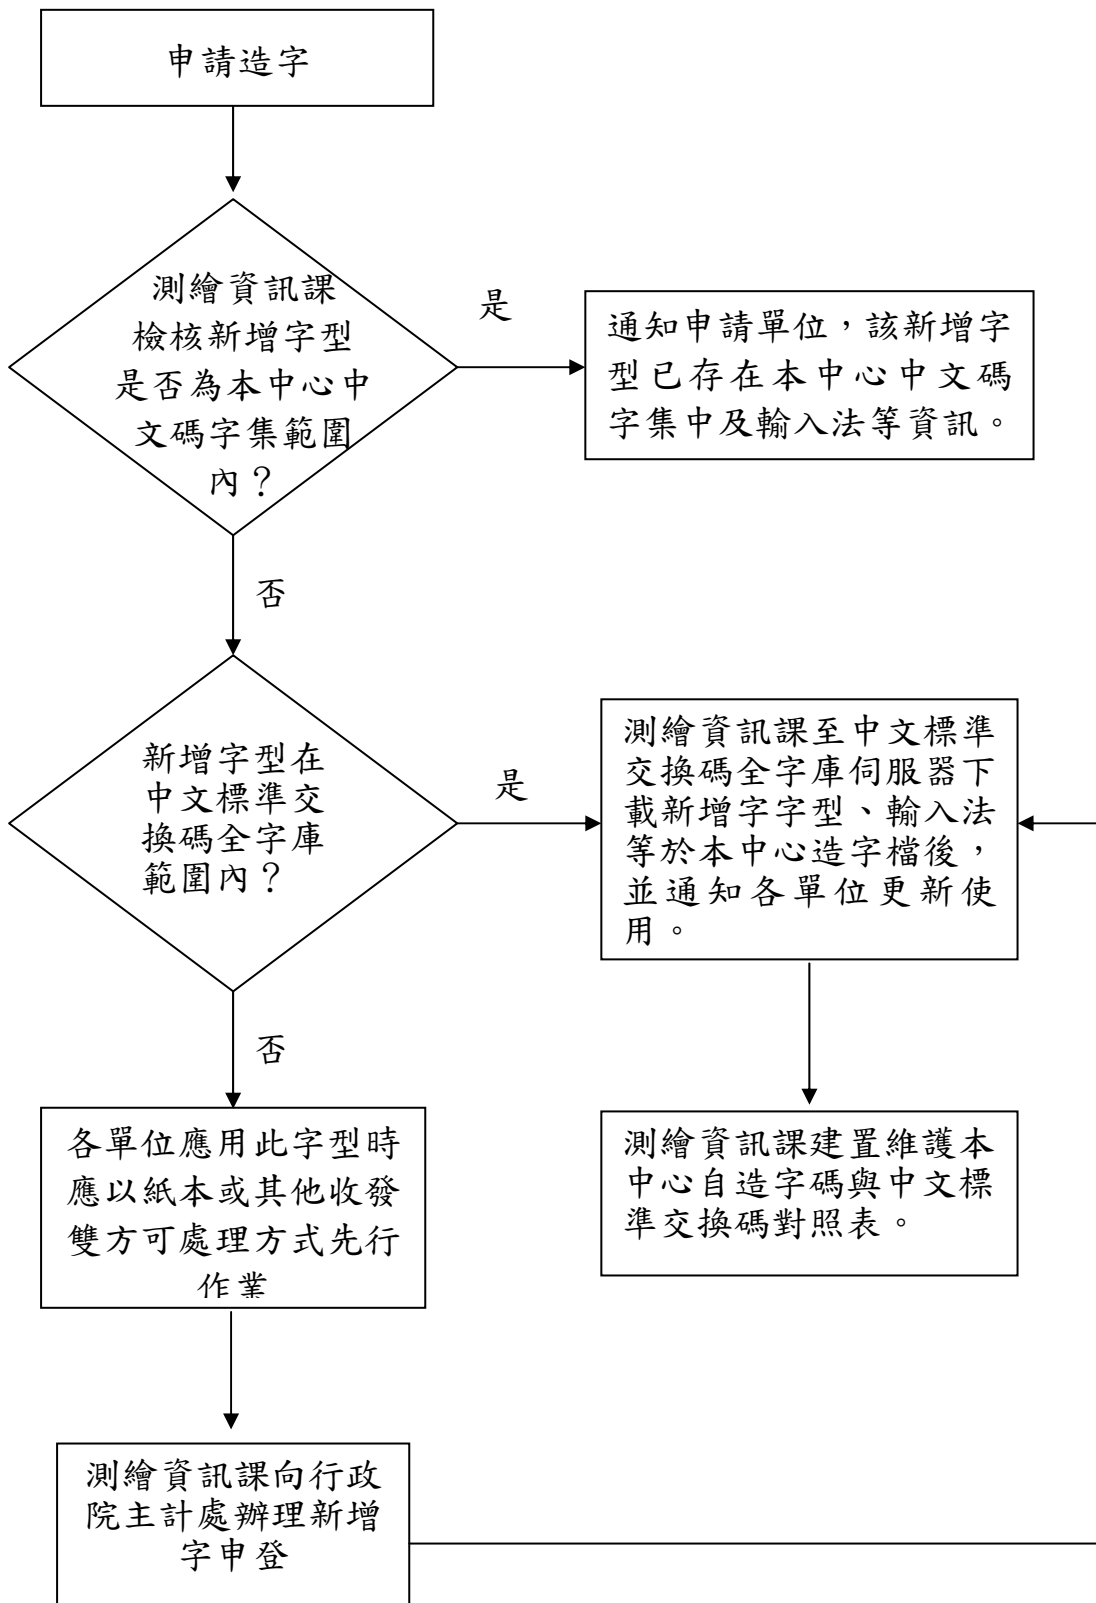 申請造字
測繪資訊課
檢核新增字型
是否為本中心中
文碼字集範圍
內？
是
通知申請單位，該新增字
型已存在本中心中文碼
字集中及輸入法等資訊。
否
新增字型在
中文標準交
換碼全字庫
範圍內？
是
測繪資訊課至中文標準
交換碼全字庫伺服器下
載新增字字型、輸入法
等於本中心造字檔後，
並通知各單位更新使
用。
否
各單位應用此字型時
應以紙本或其他收發
雙方可處理方式先行
作業
測繪資訊課建置維護本
中心自造字碼與中文標
準交換碼對照表。
測繪資訊課向行政
院主計處辦理新增
字申登